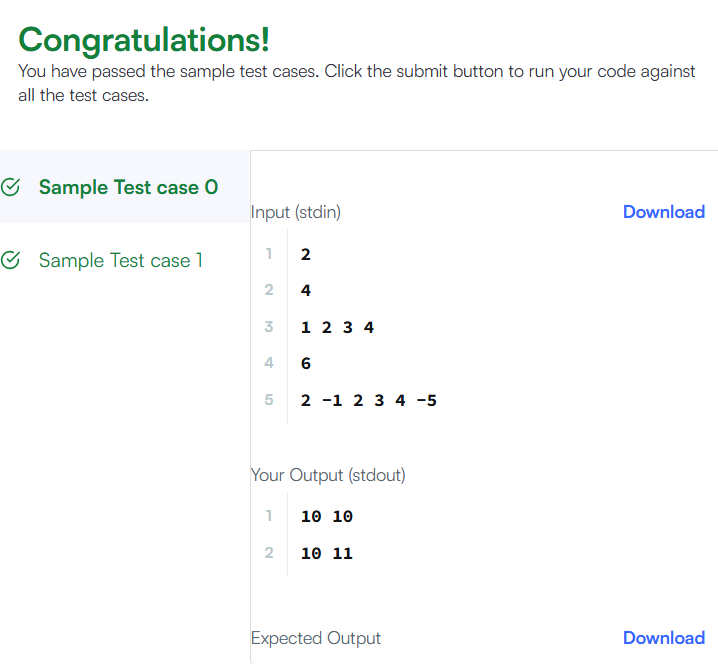 Congratulations!
You have passed the sample test cases. Click the submit button to run your code against
all the test cases.
Sample Test case 0
Sample Test case 1
Input (stdin)
Download
1 2
2 4
3 1 2 3 4
4 6
5 2 -1 2 3 4 -5
Your Output (stdout)
1 10 10
2 10 11
Expected Output
Download